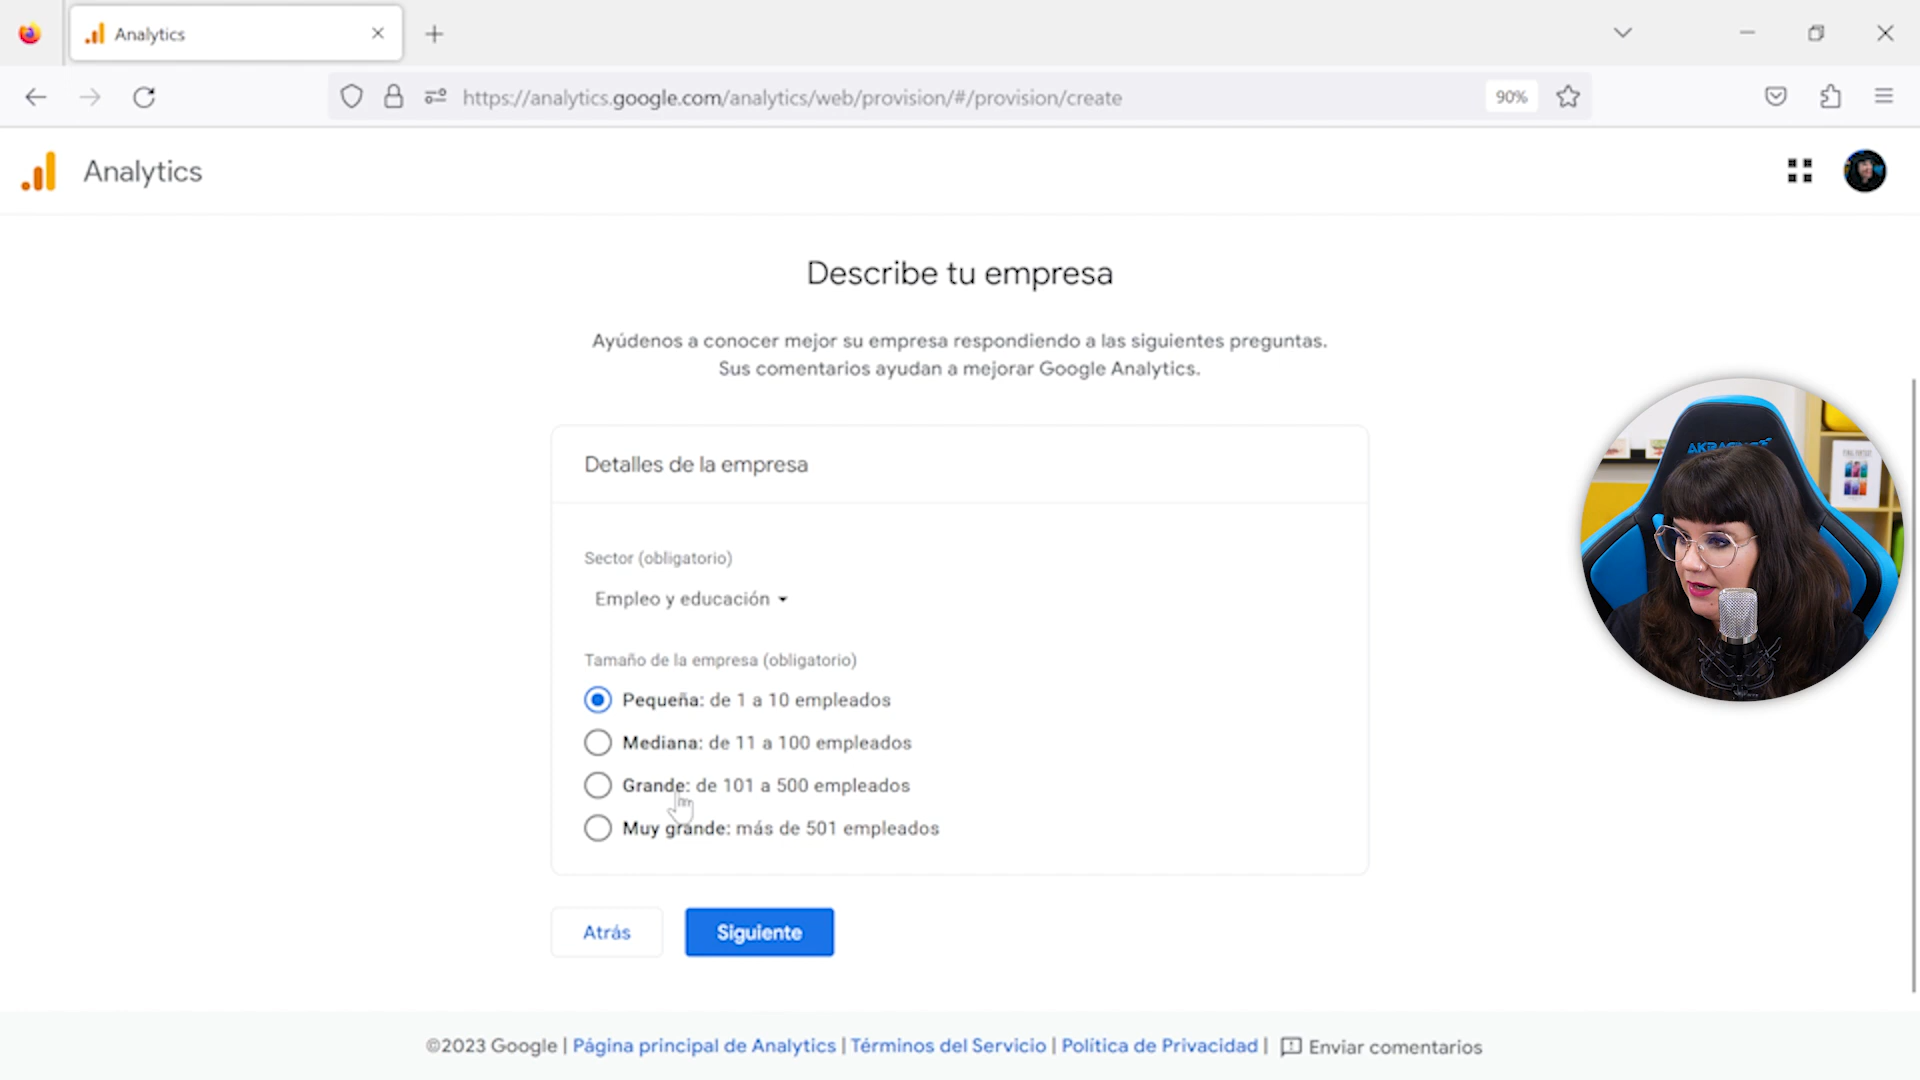 Analytics
https://analytics.google.com/analytics/web/provision/#/provision/create
90%
Analytics
Describe tu empresa
Ayúdenos a conocer mejor su empresa respondiendo a las siguientes preguntas.
Sus comentarios ayudan a mejorar Google Analytics.
Detalles de la empresa
Sector (obligatorio)
Empleo y educación
Tamaño de la empresa (obligatorio)
Pequeña: de 1 a 10 empleados
Mediana: de 11 a 100 empleados
Grande: de 101 a 500 empleados
Muy grande: más de 501 empleados
Atrás
Siguiente
©2023 Google | Página principal de Analytics | Términos del Servicio | Política de Privacidad | Enviar comentarios